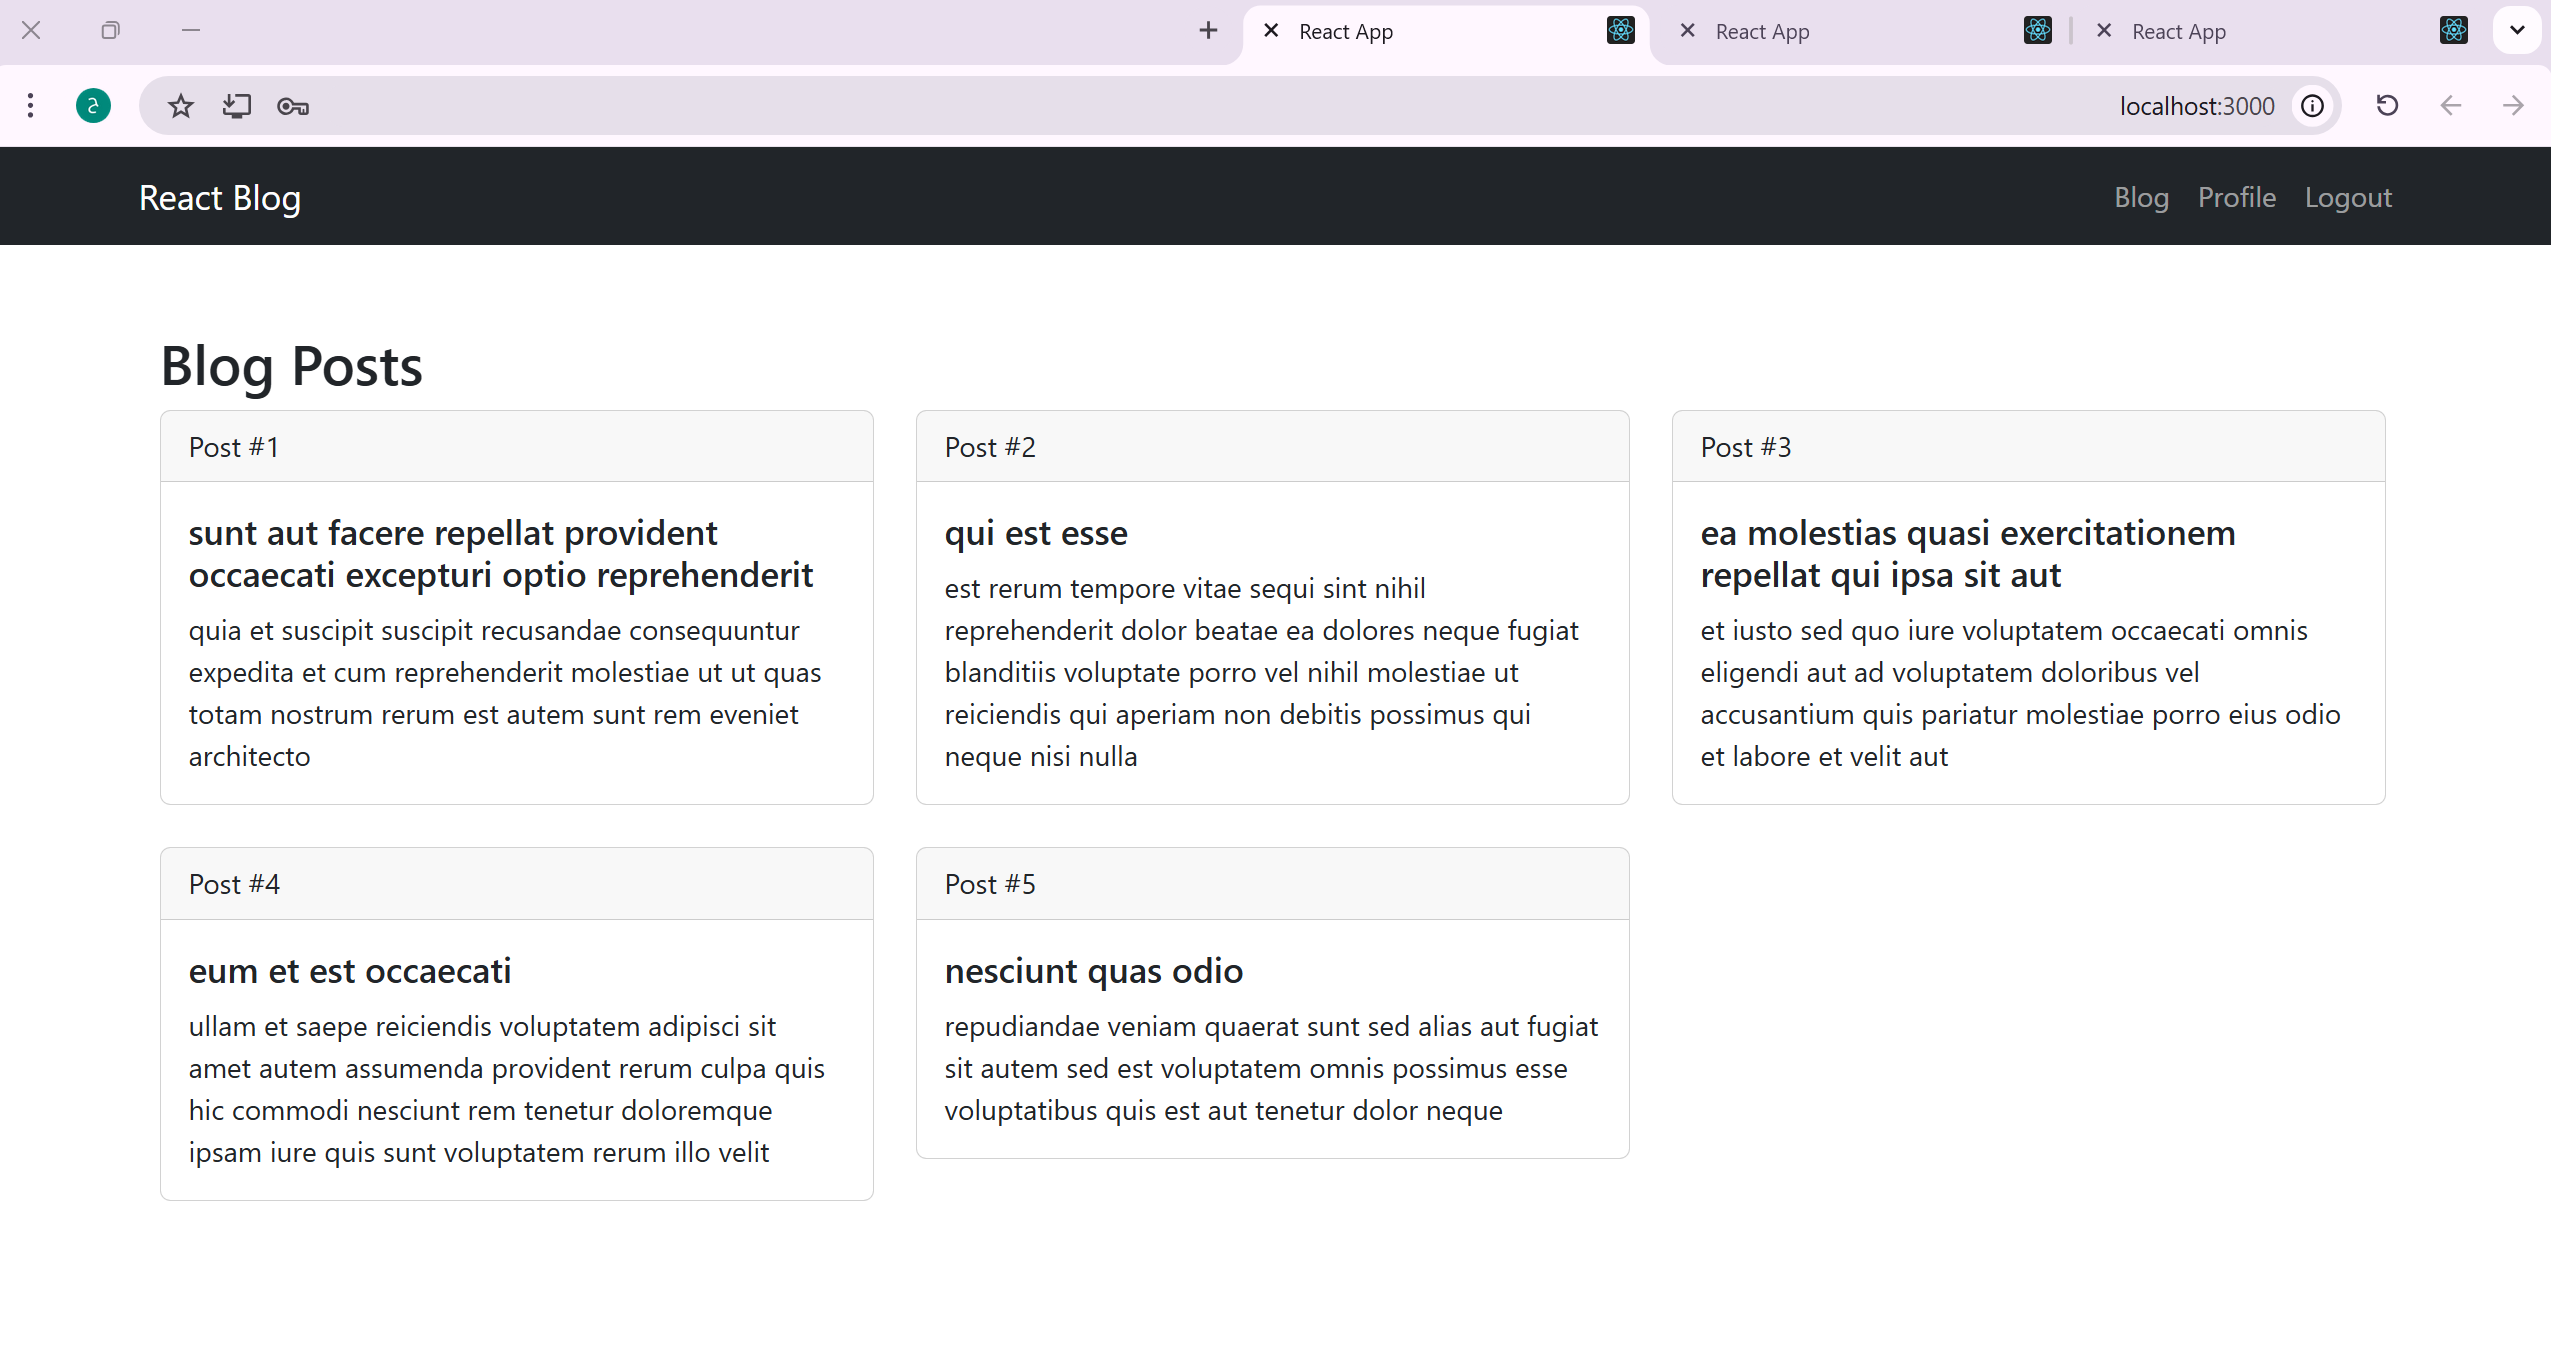 React App
React App
React App
localhost:3000
React Blog
Blog Profile Logout
Blog Posts
Post #1
sunt aut facere repellat provident
occaecati excepturi optio reprehenderit
quia et suscipit suscipit recusandae consequuntur
expedita et cum reprehenderit molestiae ut ut quas
totam nostrum rerum est autem sunt rem eveniet
architecto
Post #2
qui est esse
est rerum tempore vitae sequi sint nihil
reprehenderit dolor beatae ea dolores neque fugiat
blanditiis voluptate porro vel nihil molestiae ut
reiciendis qui aperiam non debitis possimus qui
neque nisi nulla
Post #3
ea molestias quasi exercitationem
repellat qui ipsa sit aut
et iusto sed quo iure voluptatem occaecati omnis
eligendi aut ad voluptatem doloribus vel
accusantium quis pariatur molestiae porro eius odio
et labore et velit aut
Post #4
eum et est occaecati
ullam et saepe reiciendis voluptatem adipisci sit
amet autem assumenda provident rerum culpa quis
hic commodi nesciunt rem tenetur doloremque
ipsam iure quis sunt voluptatem rerum illo velit
Post #5
nesciunt quas odio
repudiandae veniam quaerat sunt sed alias aut fugiat
sit autem sed est voluptatem omnis possimus esse
voluptatibus quis est aut tenetur dolor neque